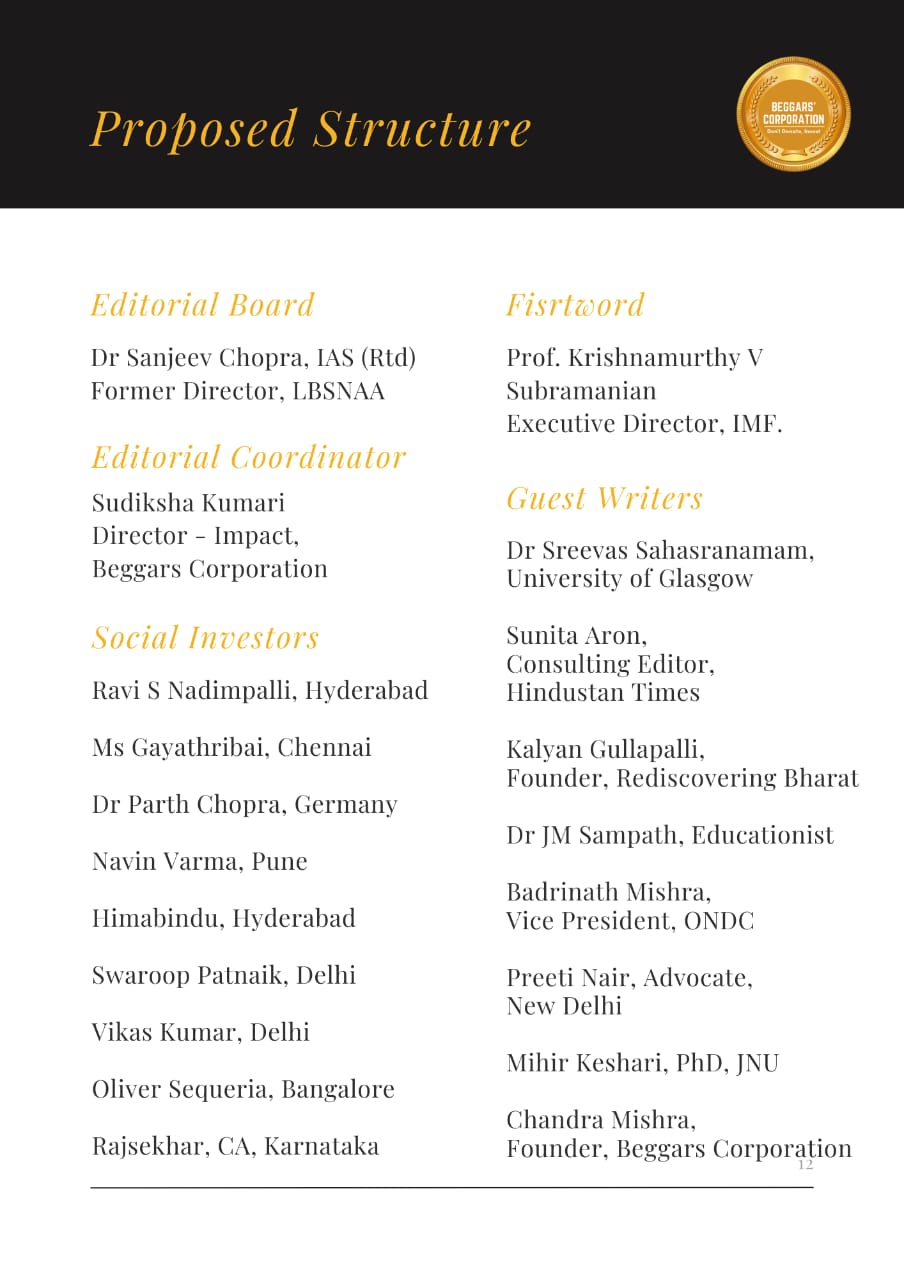 Proposed Structure
BEGGARS'
CORPORATION
Don't Donate, Invest
Editorial Board
Dr Sanjeev Chopra, IAS (Rtd)
Former Director, LBSNAA
Editorial Coordinator
Sudiksha Kumari
Director - Impact,
Beggars Corporation
Social Investors
Ravi S Nadimpalli, Hyderabad
Ms Gayathribai, Chennai
Dr Parth Chopra, Germany
Navin Varma, Pune
Himabindu, Hyderabad
Swaroop Patnaik, Delhi
Vikas Kumar, Delhi
Oliver Sequeria, Bangalore
Rajsekhar, CA, Karnataka
Fisrtword
Prof. Krishnamurthy V
Subramanian
Executive Director, IMF.
Guest Writers
Dr Sreevas Sahasranamam,
University of Glasgow
Sunita Aron,
Consulting Editor,
Hindustan Times
Kalyan Gullapalli,
Founder, Rediscovering Bharat
Dr JM Sampath, Educationist
Badrinath Mishra,
Vice President, ONDC
Preeti Nair, Advocate,
New Delhi
Mihir Keshari, PhD, JNU
Chandra Mishra,
Founder, Beggars Corporation
12